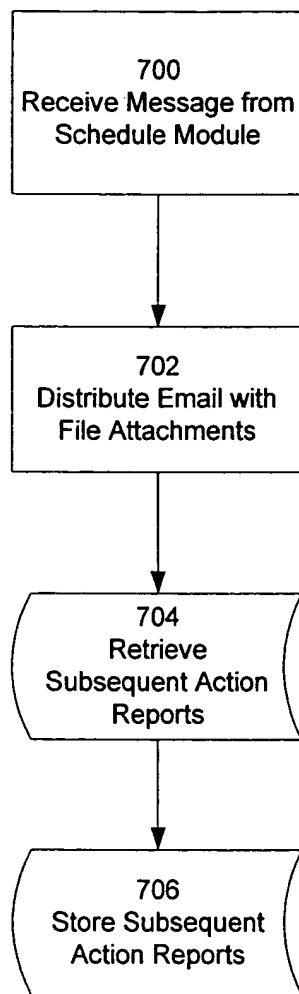 700
Receive Message from
Schedule Module
702
Distribute Email with
File Attachments
704
Retrieve
Subsequent Action
Reports
706
Store Subsequent
Action Reports